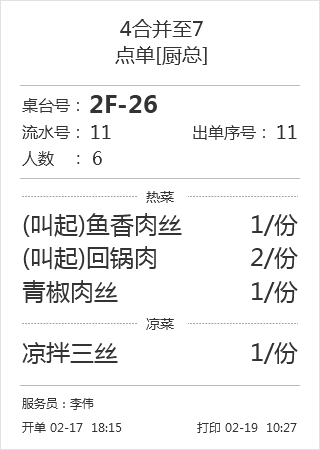 4合并至7
点单[厨总]
桌台号： 2F-26
流水号： 11 出单序号： 11
人数 ： 6
热菜
(叫起)鱼香肉丝 1/份
(叫起)回锅肉 2/份
青椒肉丝 1/份
凉菜
凉拌三丝 1/份
服务员：李伟
开单 02-17 18:15 打印 02-19 10:27